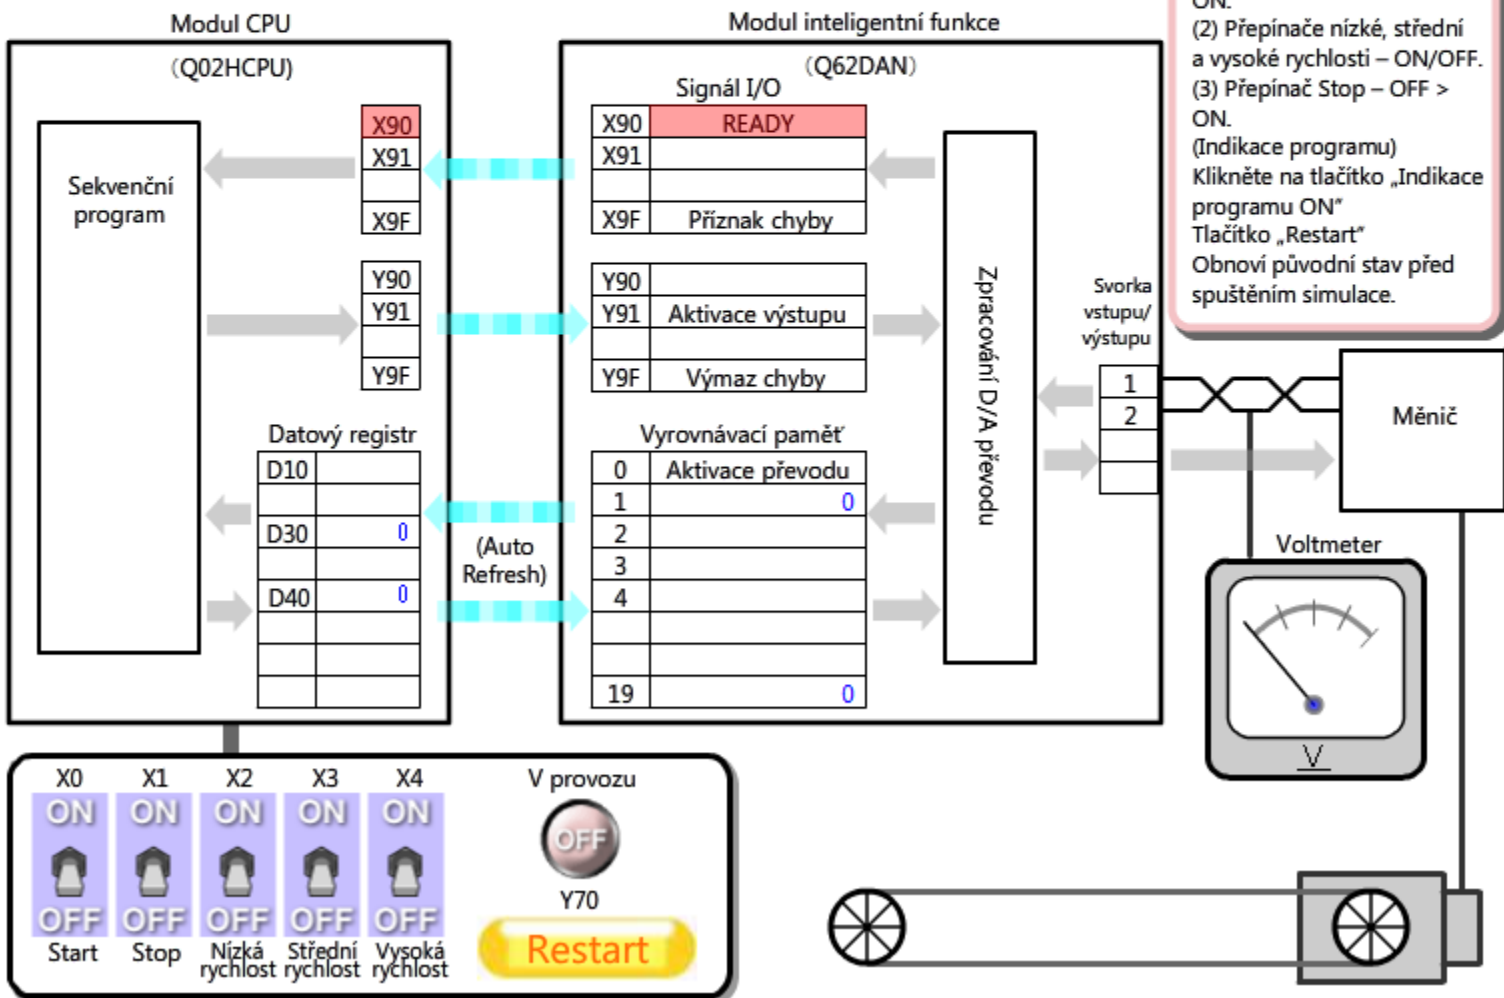 Modul CPU
(Q02HCPU)
Sekvenční
program
X90
X91
X9F
Y90
Y91
Y9F
Datový registr
D10
D30 0
D40 0
(Auto
Refresh)
Modul inteligentní funkce
(Q62DAN)
Signál I/O
X90 READY
X91
X9F Příznak chyby
Y90
Y91 Aktivace výstupu
Y9F Výmaz chyby
Vyrovnávací paměť
0 Aktivace převodu
1 0
2
3
4
19 0
Zpracování D/A převodu
Svorka
vstupu/
výstupu
1
2
ON.
(2) Přepínače nízké, střední
a vysoké rychlosti – ON/OFF.
(3) Přepínač Stop – OFF >
ON.
(Indikace programu)
Klikněte na tlačítko „Indikace
programu ON"
Tlačítko „Restart"
Obnoví původní stav před
spuštěním simulace.
Měnič
Voltmeter
V
X0 X1 X2 X3 X4
ON ON ON ON ON
OFF OFF OFF OFF OFF
Start Stop Nízká rychlost Střední rychlost Vysoká rychlost
V provozu
OFF
Y70
Restart